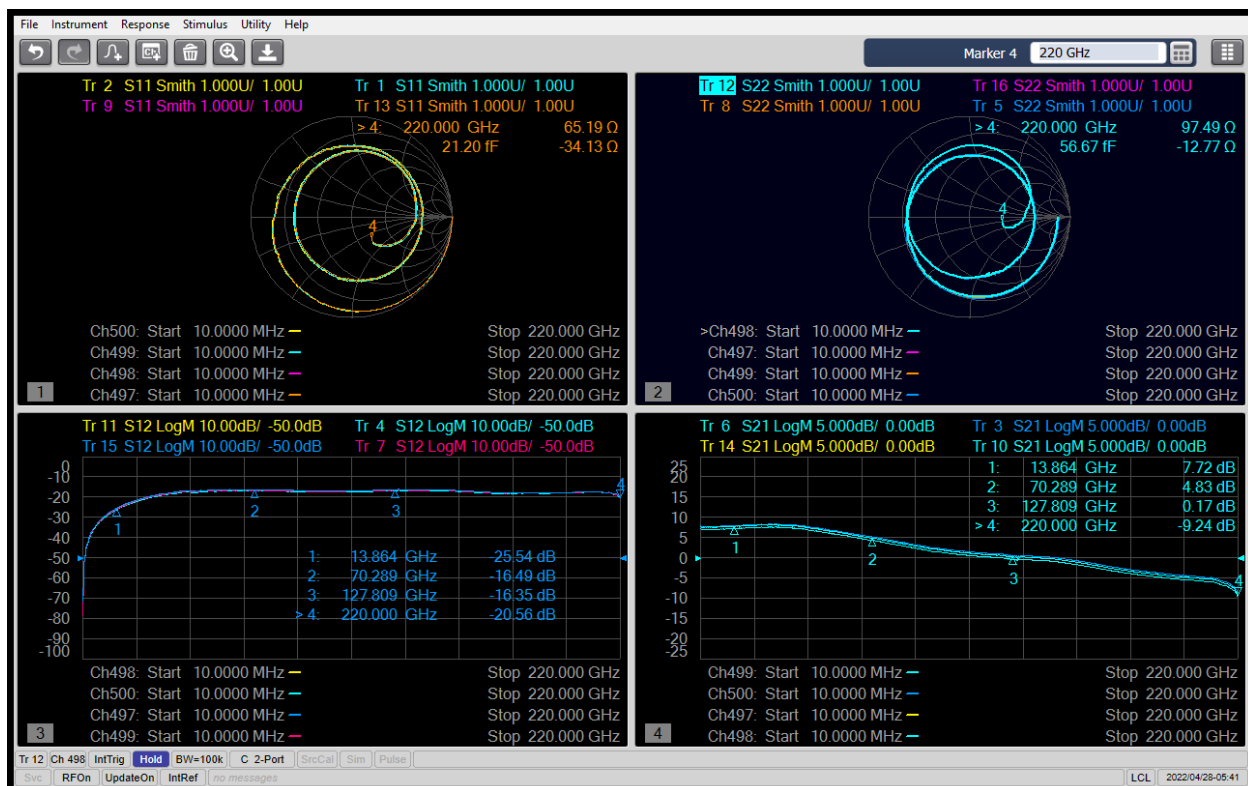 File Instrument Response Stimulus Utility Help
Marker 4 220 GHz
Tr 2 S11 Smith 1.000U/ 1.00U Tr 1 S11 Smith 1.000U/ 1.00U
Tr 9 S11 Smith 1.000U/ 1.00U Tr 13 S11 Smith 1.000U/ 1.00U
> 4: 220.000 GHz 65.19 Ω
21.20 fF -34.13 Ω
4
Ch500: Start 10.0000 MHz Stop 220.000 GHz
Ch499: Start 10.0000 MHz Stop 220.000 GHz
Ch498: Start 10.0000 MHz Stop 220.000 GHz
Ch497: Start 10.0000 MHz Stop 220.000 GHz
1
Tr 12 S22 Smith 1.000U/ 1.00U Tr 16 S22 Smith 1.000U/ 1.00U
Tr 8 S22 Smith 1.000U/ 1.00U Tr 5 S22 Smith 1.000U/ 1.00U
> 4: 220.000 GHz 97.49 Ω
56.67 fF -12.77 Ω
4
>Ch498: Start 10.0000 MHz Stop 220.000 GHz
Ch497: Start 10.0000 MHz Stop 220.000 GHz
Ch499: Start 10.0000 MHz Stop 220.000 GHz
Ch500: Start 10.0000 MHz Stop 220.000 GHz
2
Tr 11 S12 LogM 10.00dB/ -50.0dB Tr 4 S12 LogM 10.00dB/ -50.0dB
Tr 15 S12 LogM 10.00dB/ -50.0dB Tr 7 S12 LogM 10.00dB/ -50.0dB
0
-10
-20
-30
-40
-50
-60
-70
-80
-90
-100
1 2 3 4
1: 13.864 GHz -25.54 dB
2: 70.289 GHz -16.49 dB
3: 127.809 GHz -16.35 dB
> 4: 220.000 GHz -20.56 dB
Ch498: Start 10.0000 MHz Stop 220.000 GHz
Ch500: Start 10.0000 MHz Stop 220.000 GHz
Ch497: Start 10.0000 MHz Stop 220.000 GHz
Ch499: Start 10.0000 MHz Stop 220.000 GHz
3
Tr 6 S21 LogM 5.000dB/ 0.00dB Tr 3 S21 LogM 5.000dB/ 0.00dB
Tr 14 S21 LogM 5.000dB/ 0.00dB Tr 10 S21 LogM 5.000dB/ 0.00dB
25
20
15
10
5
0
-5
-10
-15
-20
-25
1: 13.864 GHz 7.72 dB
2: 70.289 GHz 4.83 dB
3: 127.809 GHz 0.17 dB
> 4: 220.000 GHz -9.24 dB
1 2 3 4
Ch499: Start 10.0000 MHz Stop 220.000 GHz
Ch500: Start 10.0000 MHz Stop 220.000 GHz
Ch497: Start 10.0000 MHz Stop 220.000 GHz
Ch498: Start 10.0000 MHz Stop 220.000 GHz
4
Tr 12 Ch 498 IntTrig Hold BW=100k C 2-Port SrcCal Sim Pulse
Svc RFOn UpdateOn IntRef no messages LCL 2022/04/28-05:41